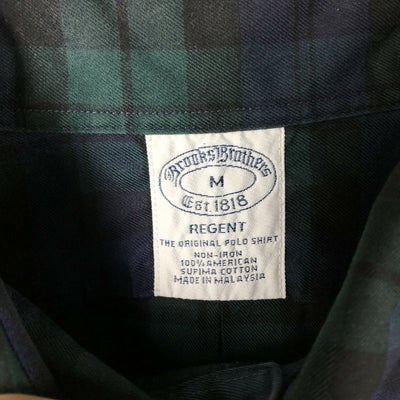 Brooks Brothers
M
Est. 1818
REGENT
THE ORIGINAL POLO SHIRT
NON-IRON
100% AMERICAN
SUPIMA COTTON
MADE IN MALAYSIA